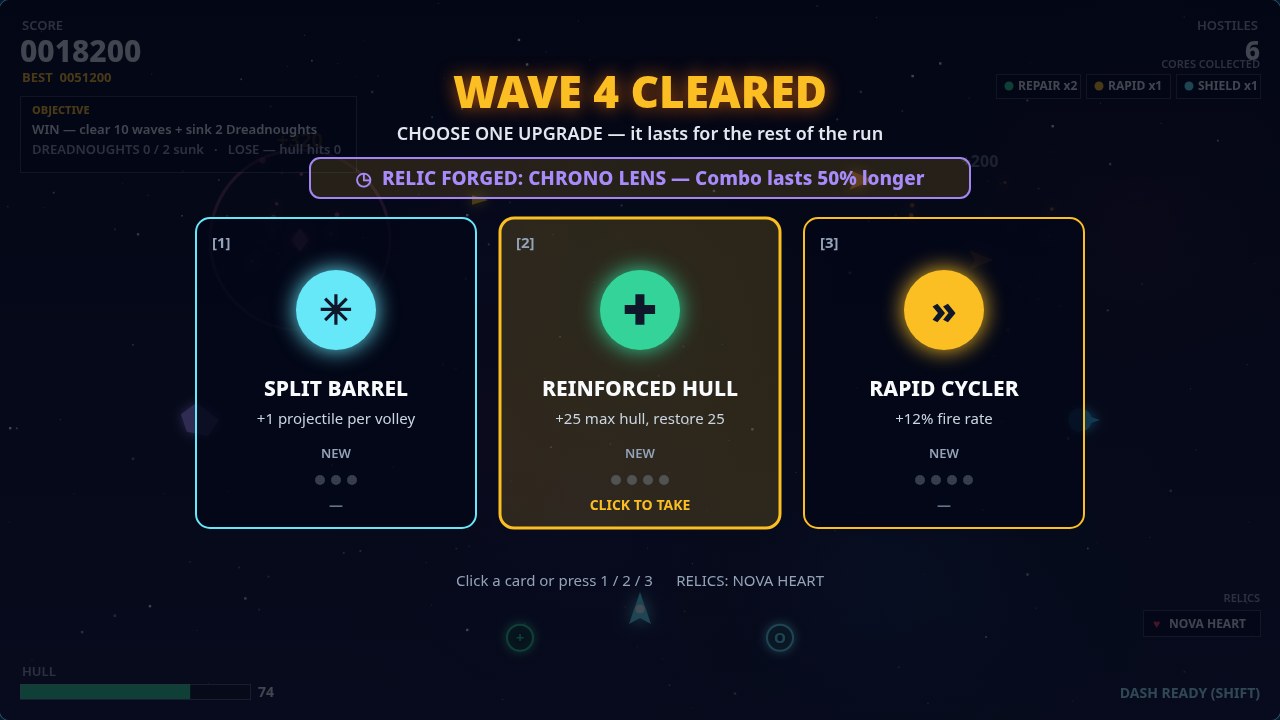 SCORE
0018200
BEST 0051200
HOSTILES
6
CORES COLLECTED
REPAIR x2
RAPID x1
SHIELD x1
OBJECTIVE
WIN — clear 10 waves + sink 2 Dreadnoughts
DREADNOUGHTS 0 / 2 sunk · LOSE — hull hits 0
WAVE 4 CLEARED
CHOOSE ONE UPGRADE — it lasts for the rest of the run
200
RELIC FORGED: CHRONO LENS — Combo lasts 50% longer
[1]
SPLIT BARREL
+1 projectile per volley
NEW
—
[2]
REINFORCED HULL
+25 max hull, restore 25
NEW
CLICK TO TAKE
[3]
»
RAPID CYCLER
+12% fire rate
NEW
—
Click a card or press 1 / 2 / 3 RELICS: NOVA HEART
+
O
RELICS
♥ NOVA HEART
HULL
74
DASH READY (SHIFT)